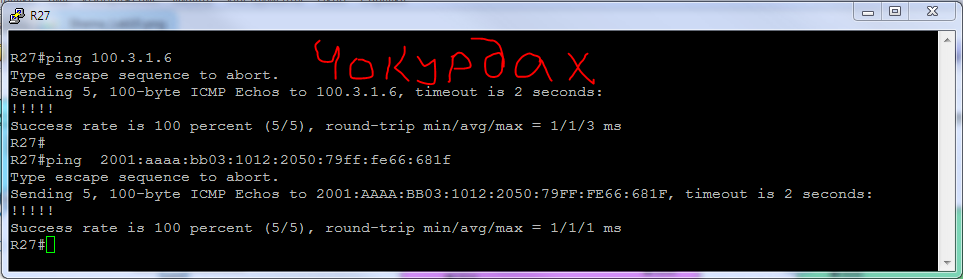 R27
R27#ping 100.3.1.6
Чокурдах
Type escape sequence to abort.
Sending 5, 100-byte ICMP Echos to 100.3.1.6, timeout is 2 seconds:
!!!!!
Success rate is 100 percent (5/5), round-trip min/avg/max = 1/1/3 ms
R27#
R27#ping  2001:aaaa:bb03:1012:2050:79ff:fe66:681f
Type escape sequence to abort.
Sending 5, 100-byte ICMP Echos to 2001:AAAA:BB03:1012:2050:79FF:FE66:681F, timeout is 2 seconds:
!!!!!
Success rate is 100 percent (5/5), round-trip min/avg/max = 1/1/1 ms
R27#